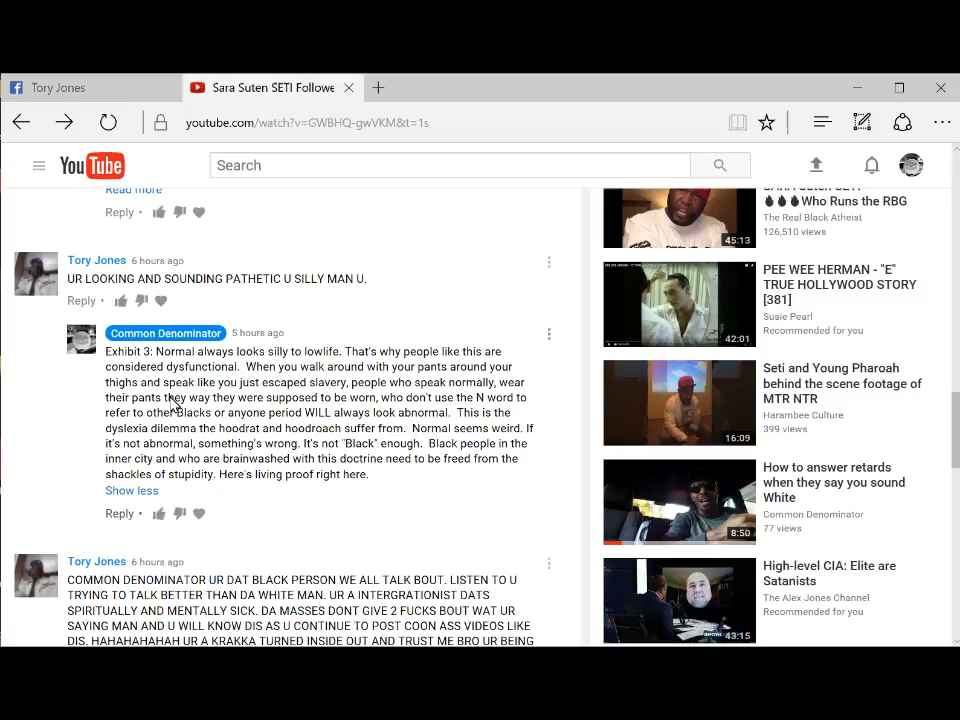 Tory Jones
Sara Suten SETI Followe
youtube.com/watch?v=GWBHQ-gwVKM&t=1s
YouTube
Search
Read more
Reply •
Tory Jones 6 hours ago
UR LOOKING AND SOUNDING PATHETIC U SILLY MAN U.
Reply •
Common Denominator 5 hours ago
Exhibit 3: Normal always looks silly to lowlife. That's why people like this are
considered dysfunctional. When you walk around with your pants around your
thighs and speak like you just escaped slavery, people who speak normally, wear
their pants they way they were supposed to be worn, who don't use the N word to
refer to other Blacks or anyone period WILL always look abnormal. This is the
dyslexia dilemma the hoodrat and hoodroach suffer from. Normal seems weird. If
it's not abnormal, something's wrong. It's not "Black" enough. Black people in the
inner city and who are brainwashed with this doctrine need to be freed from the
shackles of stupidity. Here's living proof right here.
Show less
Reply •
Tory Jones 6 hours ago
COMMON DENOMINATOR UR DAT BLACK PERSON WE ALL TALK BOUT. LISTEN TO U
TRYING TO TALK BETTER THAN DA WHITE MAN. UR A INTERGRATIONIST DATS
SPIRITUALLY AND MENTALLY SICK. DA MASSES DONT GIVE 2 FUCKS BOUT WAT UR
SAYING MAN AND U WILL KNOW DIS AS U CONTINUE TO POST COON ASS VIDEOS LIKE
DIS. HAHAHAHAHAH UR A KRAKKA TURNED INSIDE OUT AND TRUST ME BRO UR BEING
SARA Suten SETI
🔥🔥🔥Who Runs the RBG
The Real Black Atheist
126,510 views
45:13
PEE WEE HERMAN - "E"
TRUE HOLLYWOOD STORY
[381]
Susie Pearl
Recommended for you
42:01
Seti and Young Pharoah
behind the scene footage of
MTR NTR
Harambee Culture
399 views
16:09
How to answer retards
when they say you sound
White
Common Denominator
77 views
8:50
High-level CIA: Elite are
Satanists
The Alex Jones Channel
Recommended for you
43:15